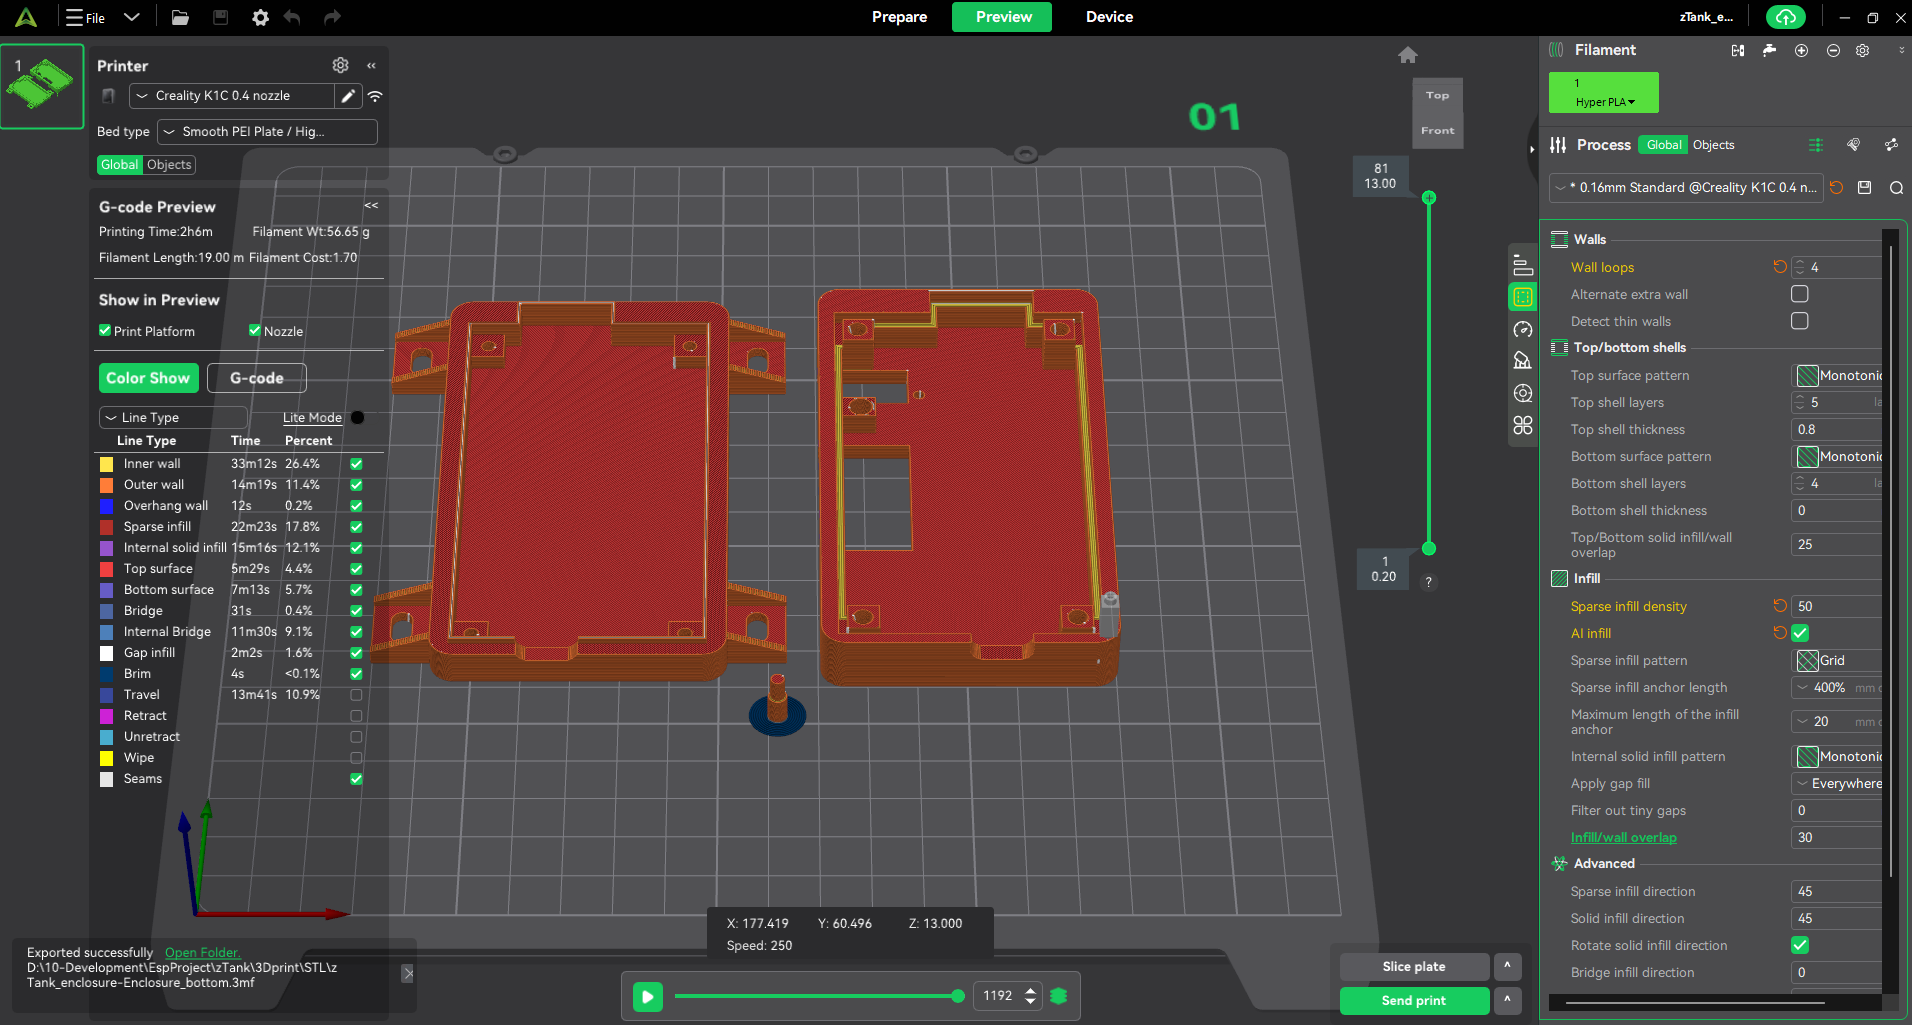 File
Prepare
Preview
Device
zTank_e...
1
Printer
Creality K1C 0.4 nozzle
Bed type
Smooth PEI Plate / Hig...
Global Objects
G-code Preview
<<
Printing Time:2h6m Filament Wt:56.65 g
Filament Length:19.00 m Filament Cost:1.70
Show in Preview
Print Platform Nozzle
Color Show G-code
Line Type Lite Mode
Line Type Time Percent
Inner wall 33m12s 26.4%
Outer wall 14m19s 11.4%
Overhang wall 12s 0.2%
Sparse infill 22m23s 17.8%
Internal solid infill 15m16s 12.1%
Top surface 5m29s 4.4%
Bottom surface 7m13s 5.7%
Bridge 31s 0.4%
Internal Bridge 11m30s 9.1%
Gap infill 2m2s 1.6%
Brim 4s <0.1%
Travel 13m41s 10.9%
Retract
Unretract
Wipe
Seams
Exported successfully Open Folder.
D:\10-Development\EspProject\zTank\3Dprint\STL\z
Tank_enclosure-Enclosure_bottom.3mf
01
Top
Front
81
13.00
1
0.20
?
X: 177.419 Y: 60.496 Z: 13.000
Speed: 250
1192
Slice plate
Send print
Filament
1
Hyper PLA
Process Global Objects
* 0.16mm Standard @Creality K1C 0.4 n...
Walls
Wall loops 4
Alternate extra wall
Detect thin walls
Top/bottom shells
Top surface pattern Monotonic
Top shell layers 5 la
Top shell thickness 0.8
Bottom surface pattern Monotonic
Bottom shell layers 4 la
Bottom shell thickness 0
Top/Bottom solid infill/wall
overlap 25
Infill
Sparse infill density 50
AI infill
Sparse infill pattern Grid
Sparse infill anchor length 400% mm o
Maximum length of the infill
anchor 20 mm o
Internal solid infill pattern Monotonic
Apply gap fill Everywhere
Filter out tiny gaps 0
Infill/wall overlap 30
Advanced
Sparse infill direction 45
Solid infill direction 45
Rotate solid infill direction
Bridge infill direction 0